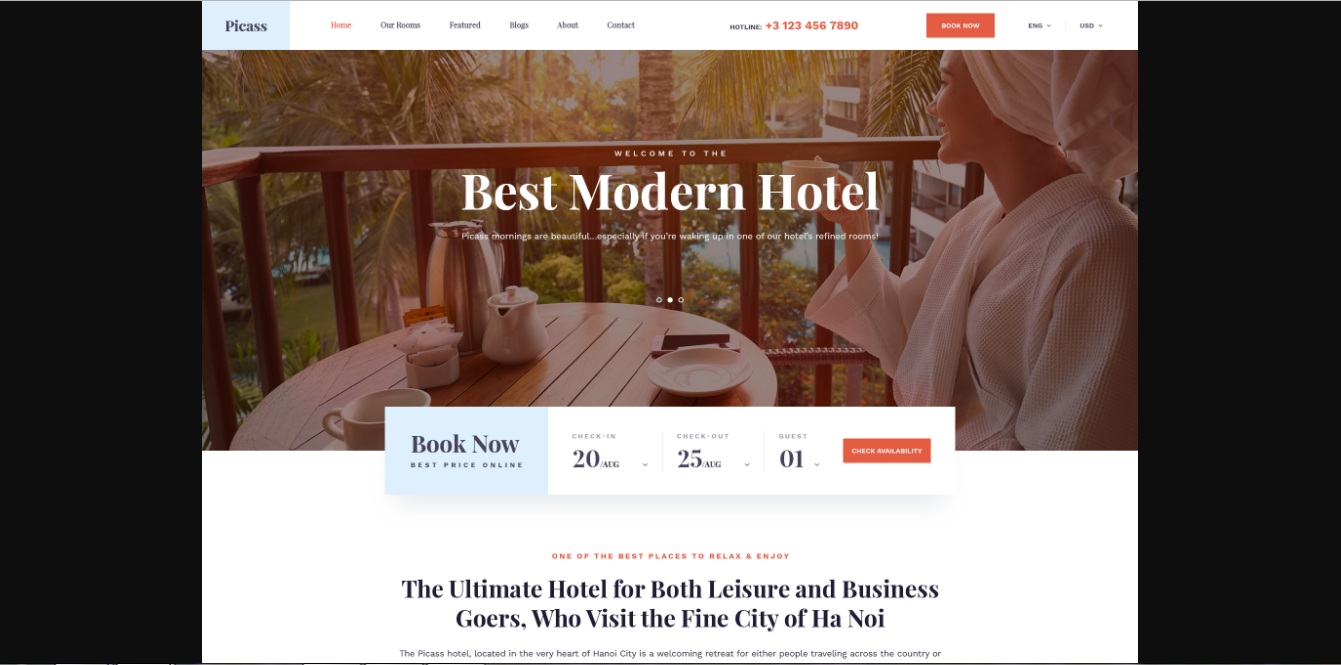 Picass
Home Our Rooms Featured Blogs About Contact
HOTLINE: +3 123 456 7890
BOOK NOW
ENG USD
WELCOME TO THE
Best Modern Hotel
Picass mornings are beautiful...especially if you're waking up in one of our hotel's refined rooms!
Book Now
BEST PRICE ONLINE
CHECK-IN
20/AUG
CHECK-OUT
25/AUG
GUEST
01
CHECK AVAILABILITY
ONE OF THE BEST PLACES TO RELAX & ENJOY
The Ultimate Hotel for Both Leisure and Business
Goers, Who Visit the Fine City of Ha Noi
The Picass hotel, located in the very heart of Hanoi City is a welcoming retreat for either people traveling across the country or